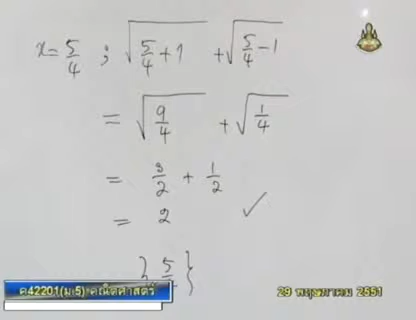 x = 5/4 ; √(5/4 + 1) + √(5/4 - 1)
= √(9/4) + √(1/4)
= 3/2 + 1/2
= 2 ✓
{5/
ค42201(ม.5) คณิตศาสตร์
29 พฤษภาคม 2551